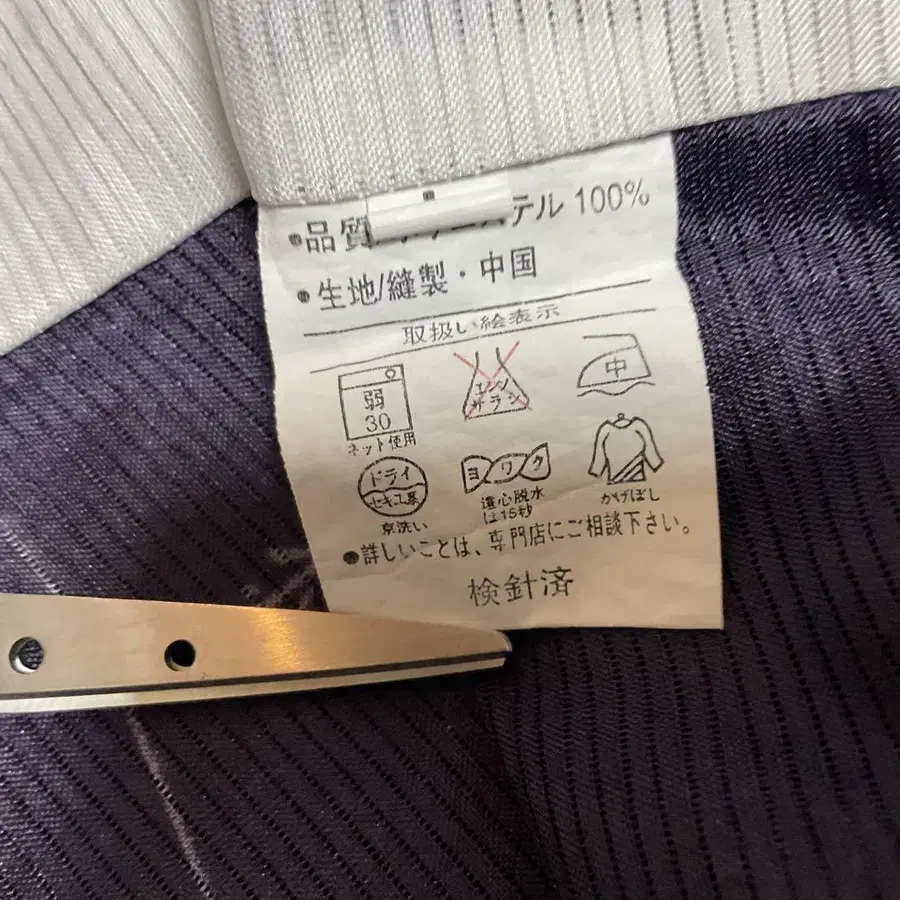 ●品質 ステル 100%
●生地/縫製・中国
取扱い絵表示
弱
30
ネット使用
エンソ
サラシ
中
ドライ
セキユ系
京洗い
ヨリク
遠心脱水
は15秒
かげぼし
●詳しいことは、専門店にご相談下さい。
検針済